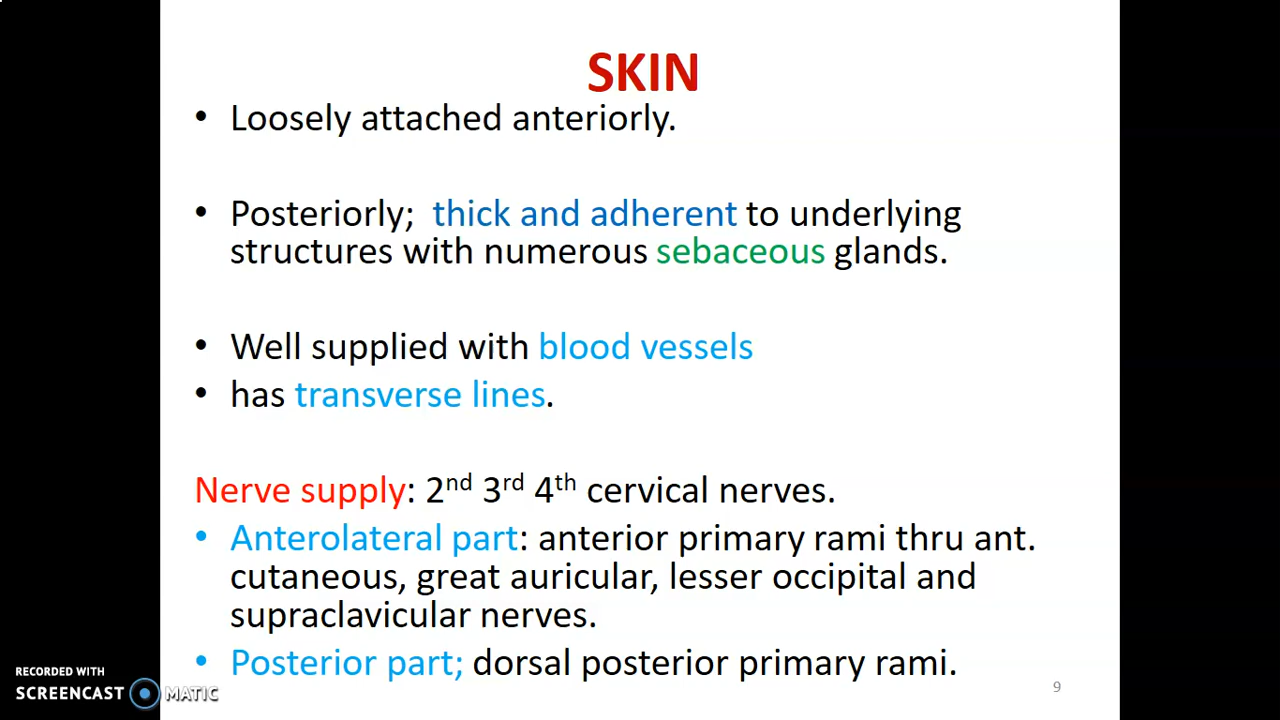 SKIN
• Loosely attached anteriorly.
• Posteriorly; thick and adherent to underlying
structures with numerous sebaceous glands.
• Well supplied with blood vessels
• has transverse lines.
Nerve supply: 2nd 3rd 4th cervical nerves.
• Anterolateral part: anterior primary rami thru ant.
cutaneous, great auricular, lesser occipital and
supraclavicular nerves.
• Posterior part; dorsal posterior primary rami.
9
RECORDED WITH
SCREENCAST MATIC